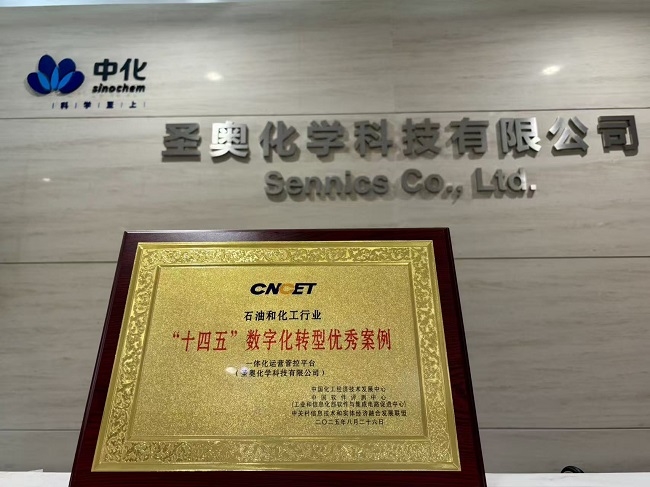 中化
sinochem
科学至上
圣奥化学科技有限公司
Sennics Co., Ltd.
CNCET
石油和化工行业
“十四五”数字化转型优秀案例
一体化运营管控平台
（圣奥化学科技有限公司）
中国化工经济技术发展中心
中国软件评测中心
（工业和信息化部软件与集成电路促进中心）
中关村信息技术和实体经济融合发展联盟
二〇二五年八月二十六日